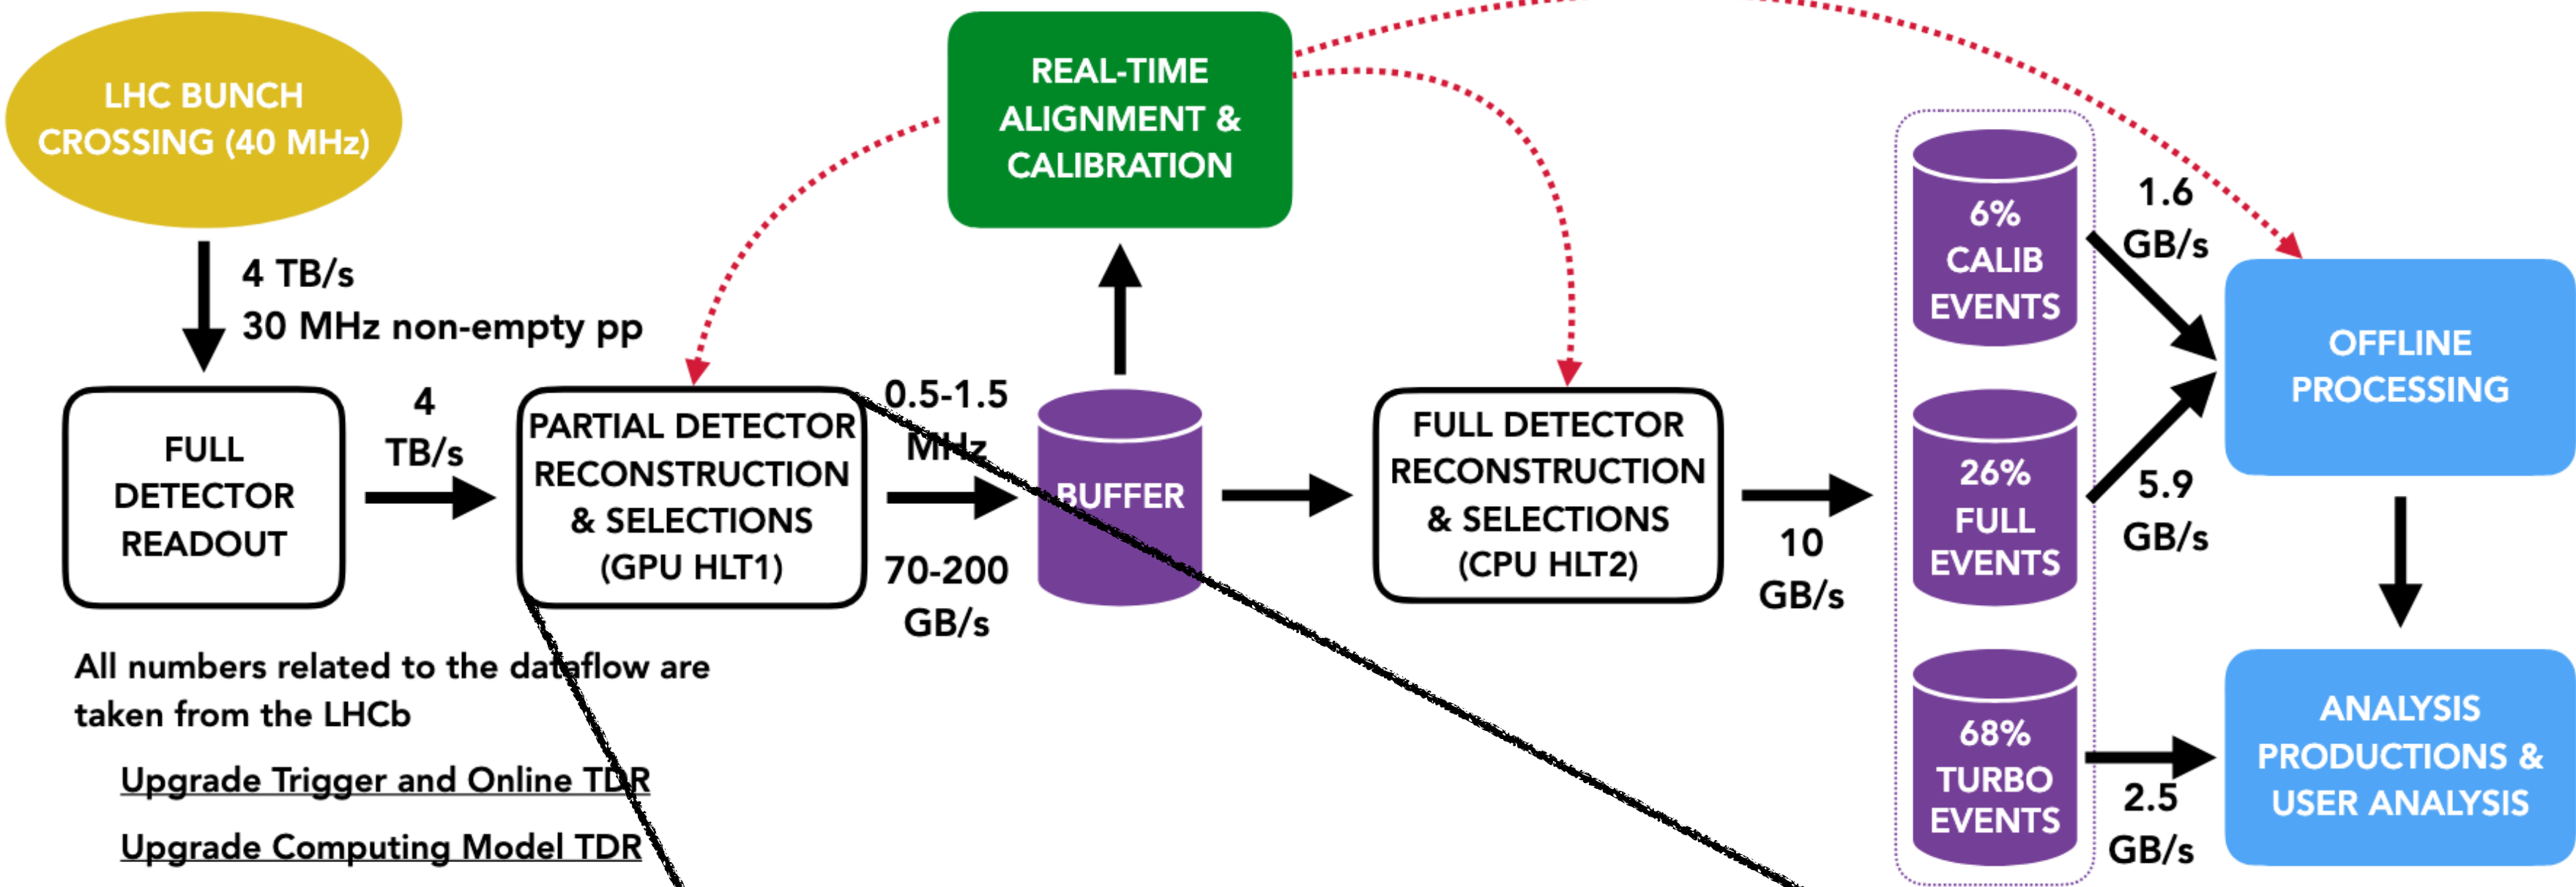 LHC BUNCH
CROSSING (40 MHz)
4 TB/s
30 MHz non-empty pp
FULL
DETECTOR
READOUT
4
TB/s
PARTIAL DETECTOR
RECONSTRUCTION
& SELECTIONS
(GPU HLT1)
0.5-1.5
MHz
70-200
GB/s
BUFFER
REAL-TIME
ALIGNMENT &
CALIBRATION
FULL DETECTOR
RECONSTRUCTION
& SELECTIONS
(CPU HLT2)
10
GB/s
6%
CALIB
EVENTS
26%
FULL
EVENTS
68%
TURBO
EVENTS
1.6
GB/s
5.9
GB/s
2.5
GB/s
OFFLINE
PROCESSING
ANALYSIS
PRODUCTIONS &
USER ANALYSIS
All numbers related to the dataflow are
taken from the LHCb
Upgrade Trigger and Online TDR
Upgrade Computing Model TDR